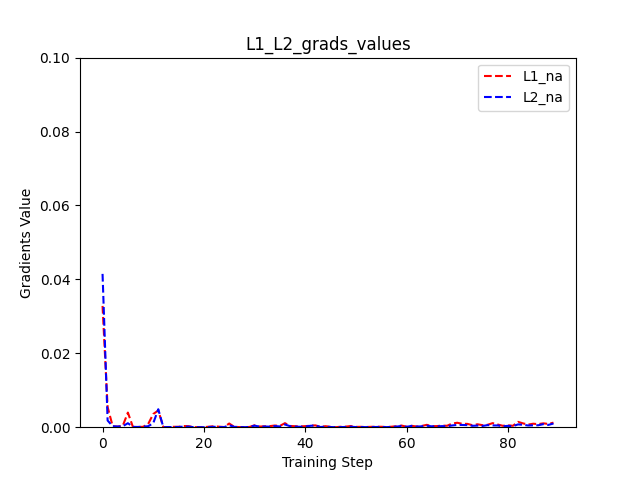 L1_L2_grads_values
L1_na
L2_na
0.10
0.08
0.06
0.04
0.02
0.00
Gradients Value
0 20 40 60 80
Training Step